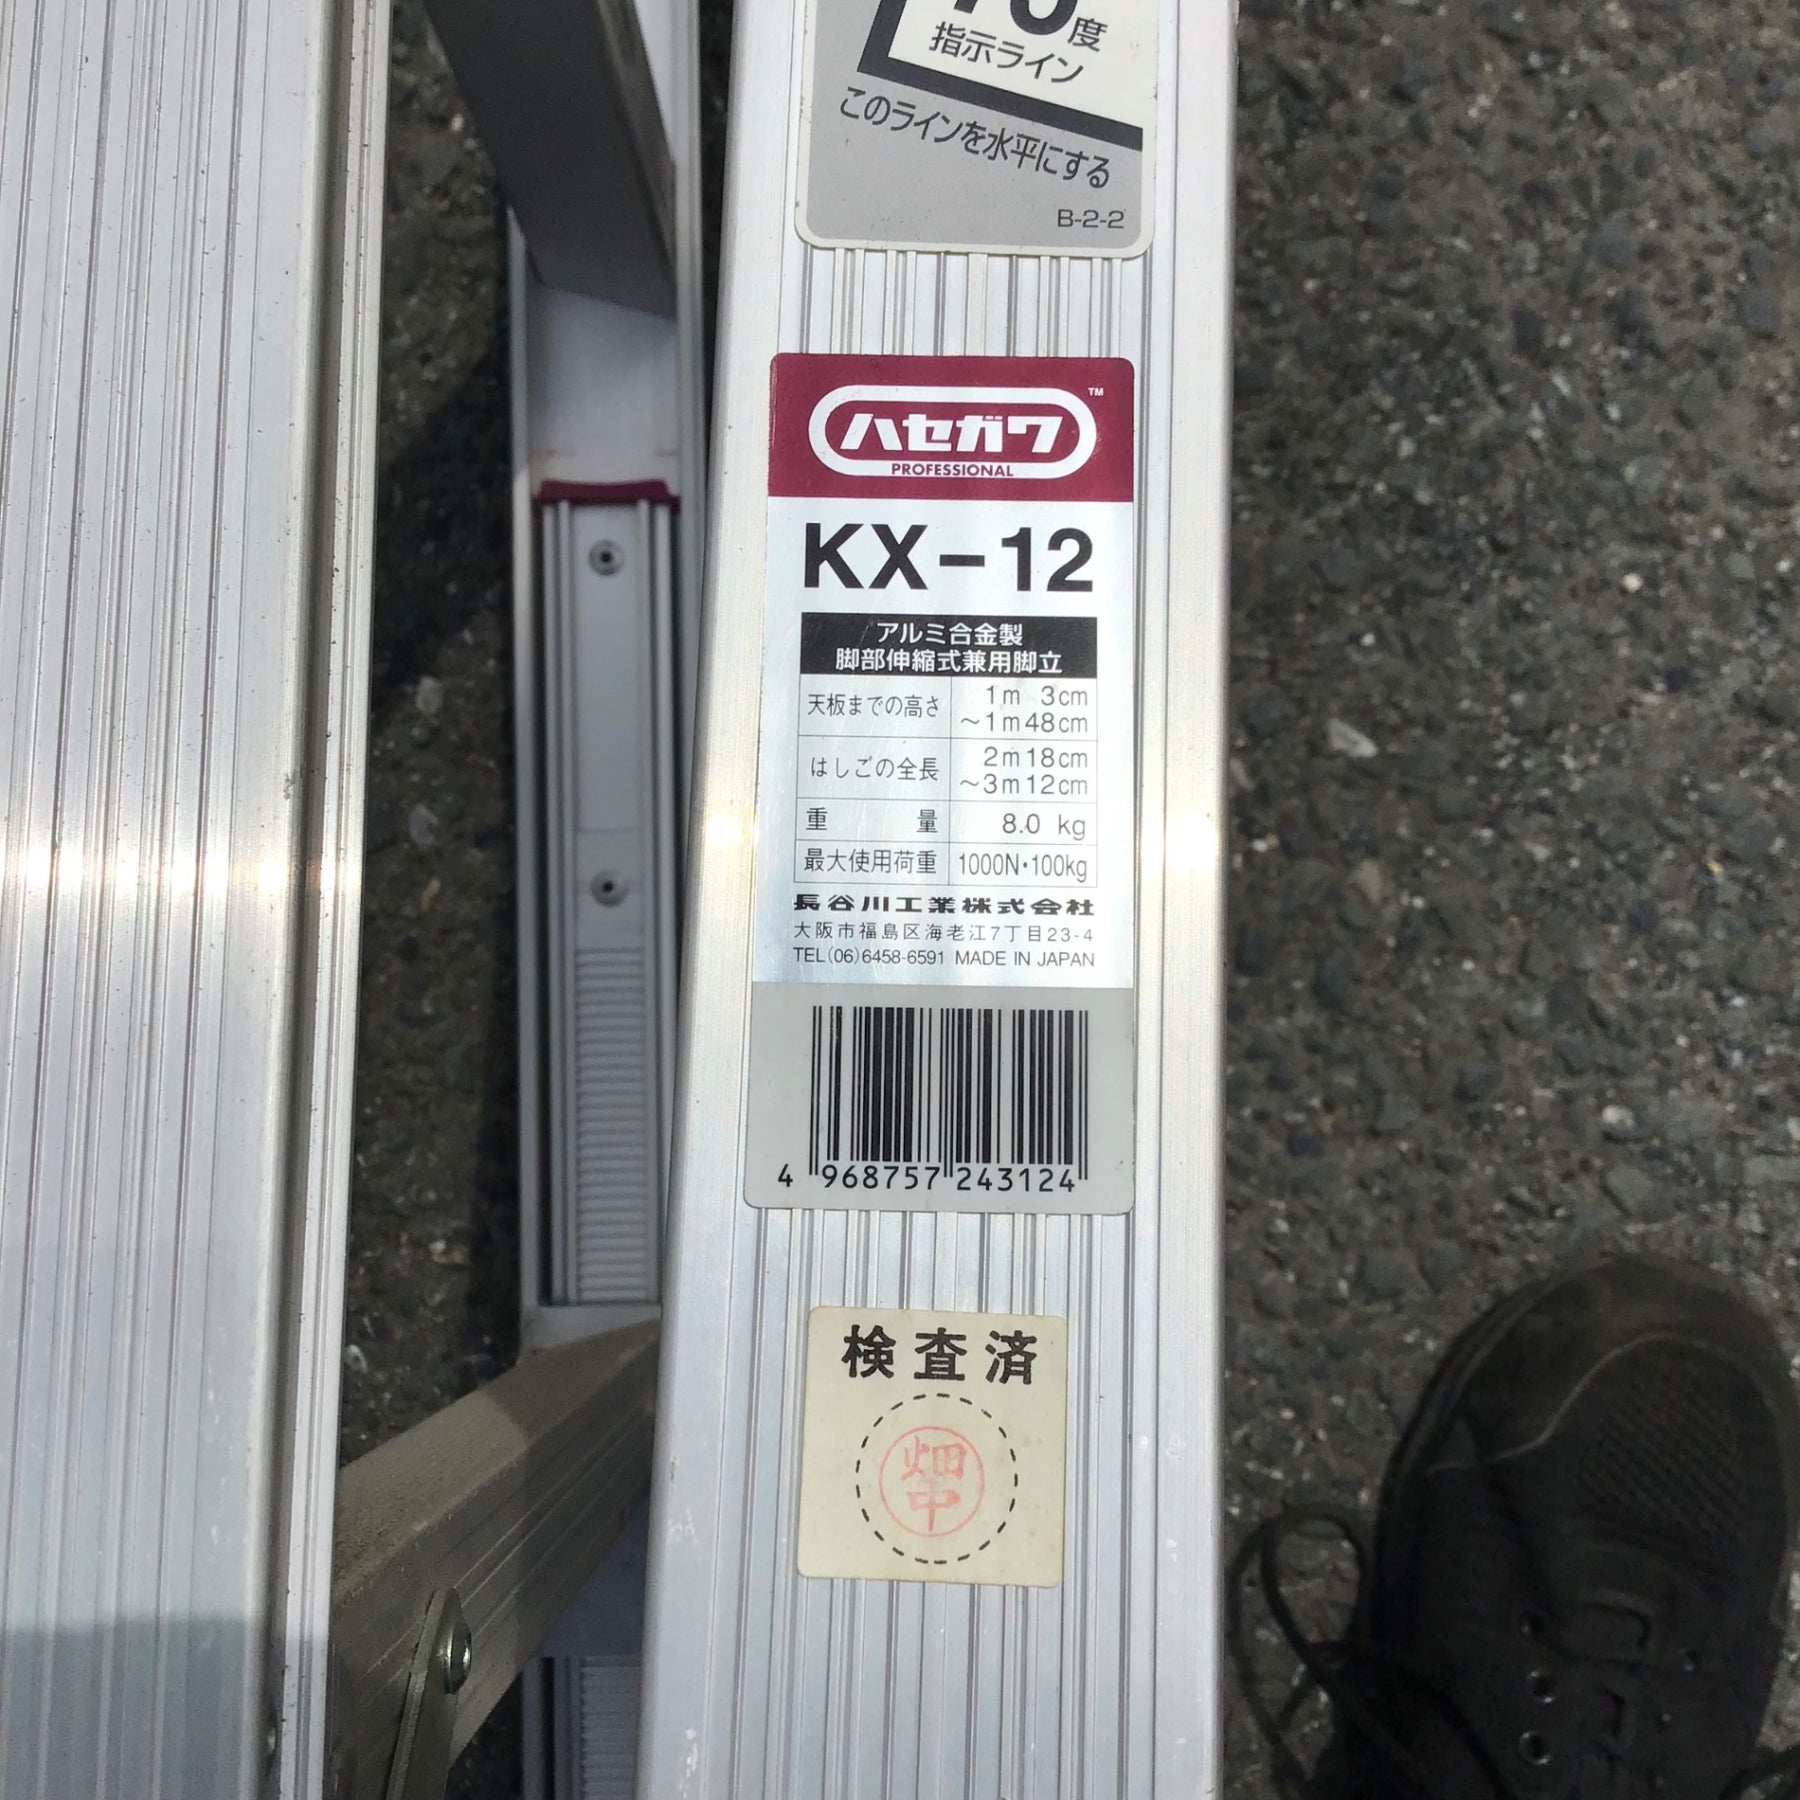 度
指示ライン
このラインを水平にする
B-2-2
ハセガワ TM
PROFESSIONAL
KX-12
アルミ合金製
脚部伸縮式兼用脚立
天板までの高さ 1m 3cm
～1m48cm
はしごの全長 2m18cm
～3m12cm
重量 8.0 kg
最大使用荷重 1000N・100kg
長谷川工業株式会社
大阪市福島区海老江7丁目23-4
TEL(06)6458-6591 MADE IN JAPAN
4 968757 243124
検査済
畑中